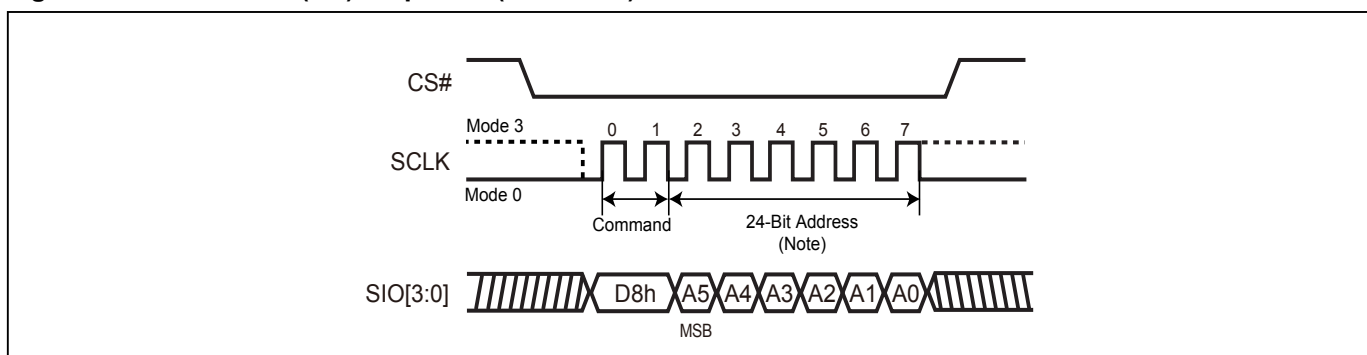 CS#
Mode 3
0 1 2 3 4 5 6 7
SCLK
Mode 0
Command
24-Bit Address
(Note)
SIO[3:0]
D8h A5 A4 A3 A2 A1 A0
MSB